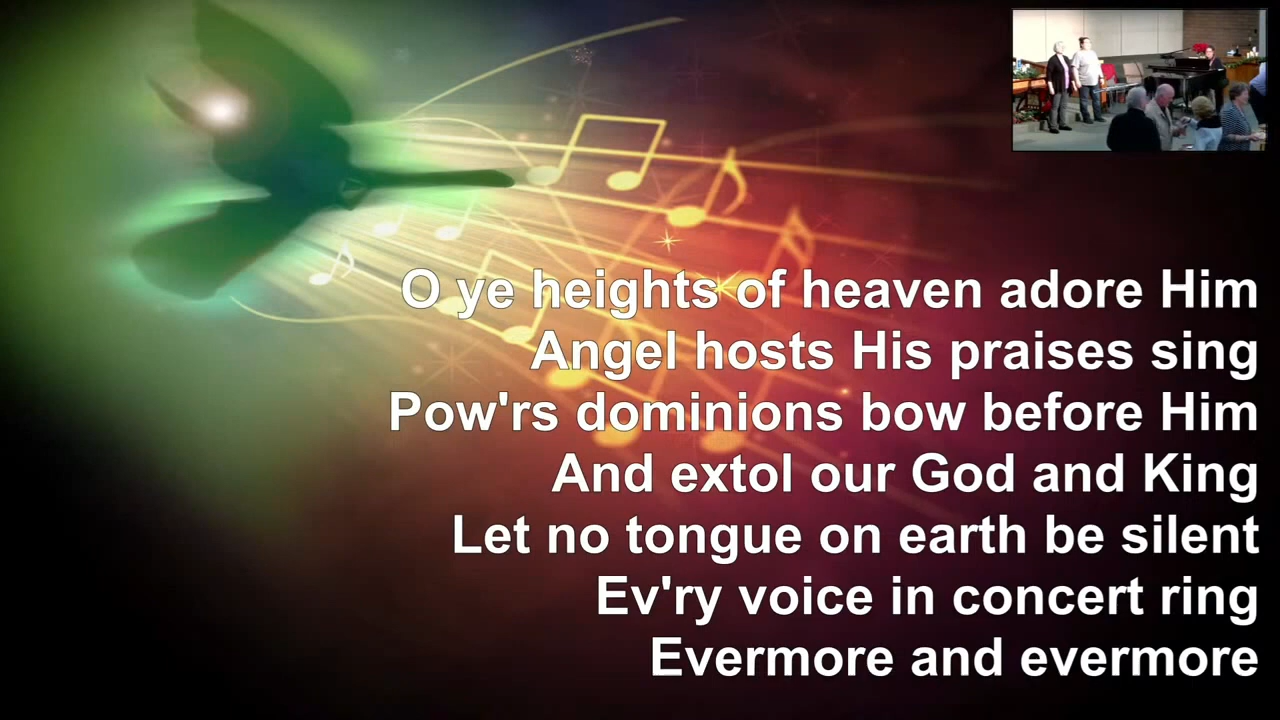 O ye heights of heaven adore Him
Angel hosts His praises sing
Pow'rs dominions bow before Him
And extol our God and King
Let no tongue on earth be silent
Ev'ry voice in concert ring
Evermore and evermore